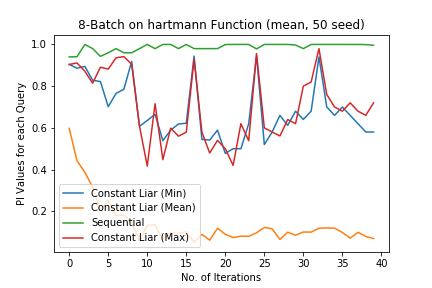 8-Batch on hartmann Function (mean, 50 seed)
PI Values for each Query
1.0
0.8
0.6
0.4
0.2
Constant Liar (Min)
Constant Liar (Mean)
Sequential
Constant Liar (Max)
0 5 10 15 20 25 30 35 40
No. of Iterations